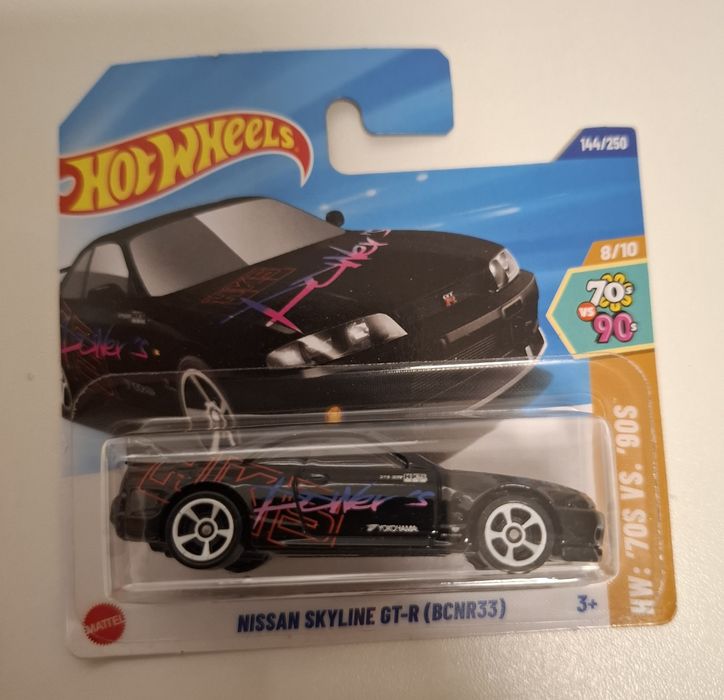 HOT WHEELS
144/250
8/10
70s
VS
90s
GT
R
YOKOHAMA
HW: '70S VS. '90S
MATTEL
NISSAN SKYLINE GT-R (BCNR33)
3+